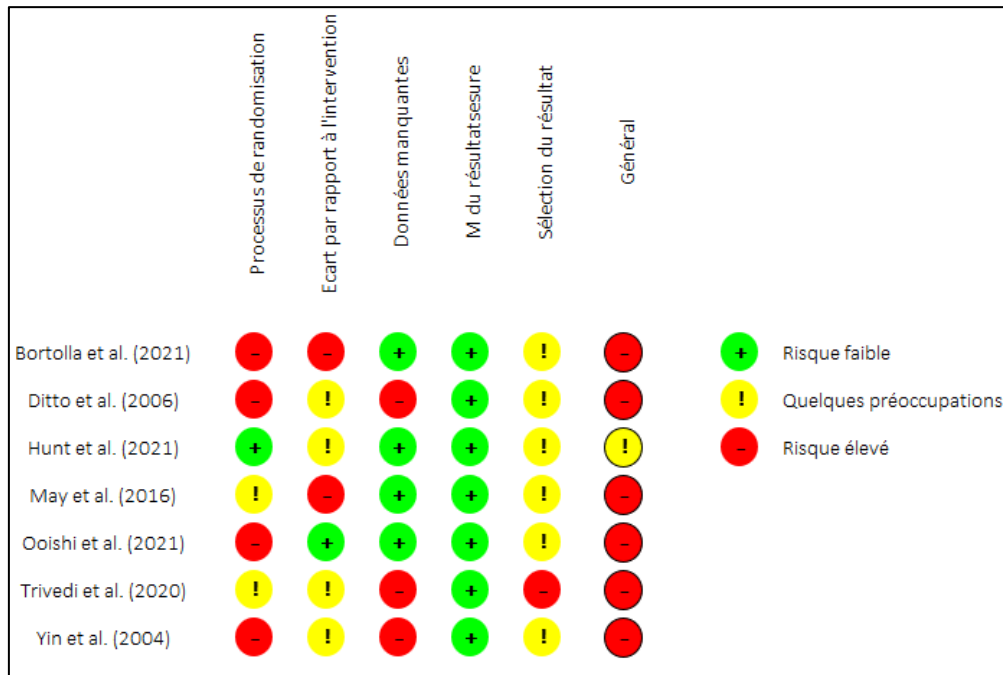 Processus de randomisation
Ecart par rapport à l'intervention
Données manquantes
M du résultatsesure
Sélection du résultat
Général
Bortolla et al. (2021) - - + + ! -
Ditto et al. (2006) - ! - + ! -
Hunt et al. (2021) + ! + + ! !
May et al. (2016) ! - + + ! -
Ooishi et al. (2021) - + + + ! -
Trivedi et al. (2020) ! ! - + - -
Yin et al. (2004) - ! - + ! -
+ Risque faible
! Quelques préoccupations
- Risque élevé